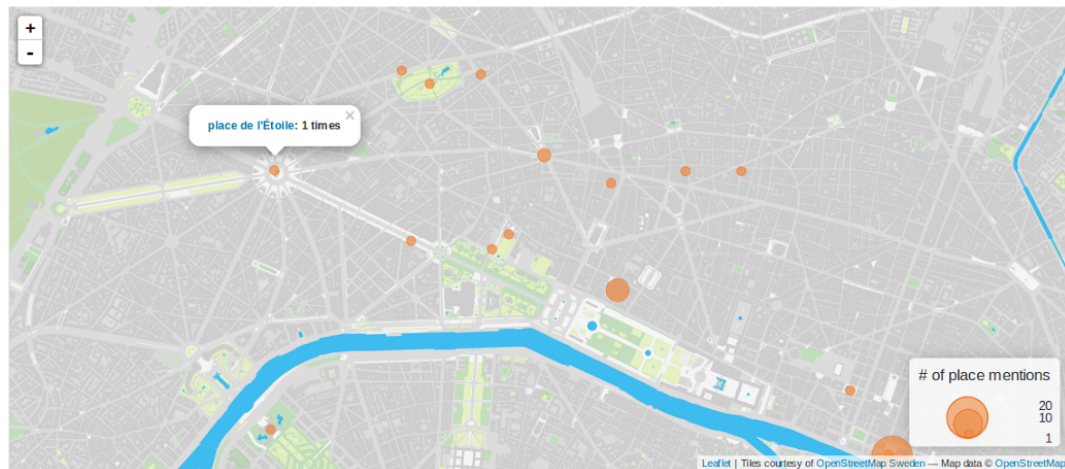 +
-
place de l'Étoile: 1 times
×
# of place mentions
20
10
1
Leaflet | Tiles courtesy of OpenStreetMap Sweden — Map data © OpenStreetMap